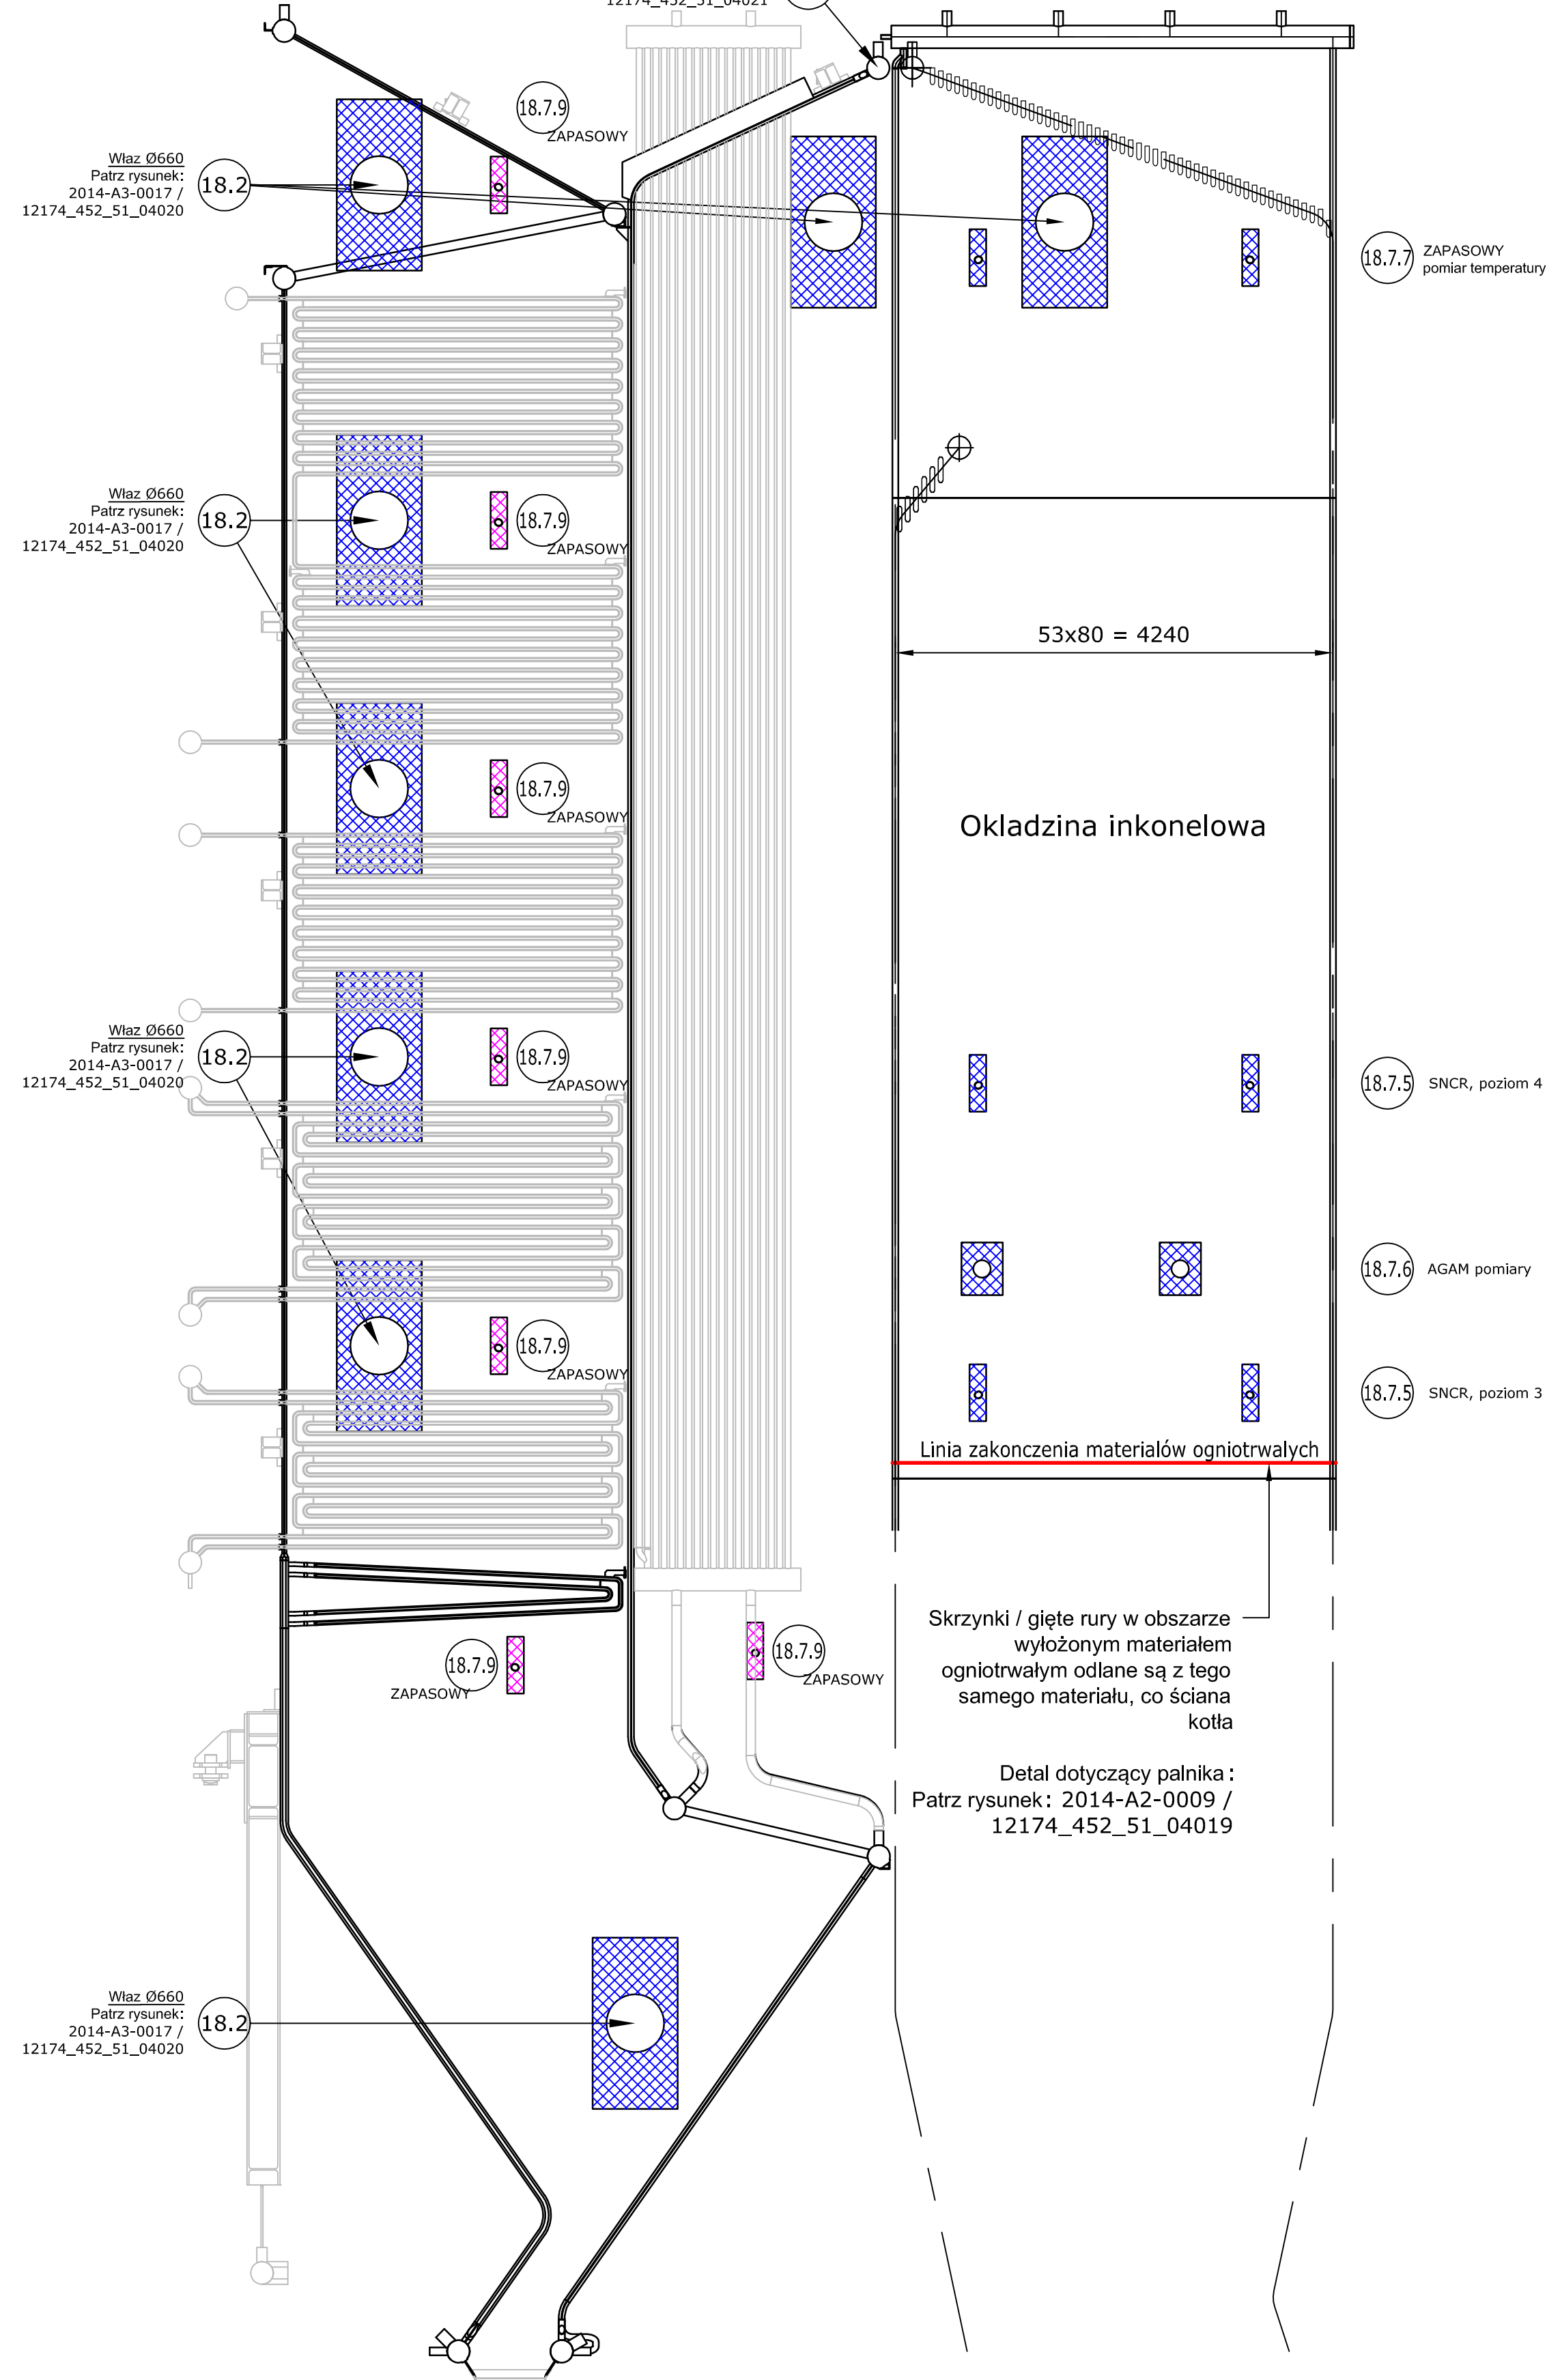 12174_452_51_04021
18.7.9
ZAPASOWY
Właz Ø660
Patrz rysunek:
2014-A3-0017 /
12174_452_51_04020
18.2
18.7.7
ZAPASOWY
pomiar temperatury
Właz Ø660
Patrz rysunek:
2014-A3-0017 /
12174_452_51_04020
18.2
18.7.9
ZAPASOWY
53x80 = 4240
18.7.9
ZAPASOWY
Okladzina inkonelowa
Właz Ø660
Patrz rysunek:
2014-A3-0017 /
12174_452_51_04020
18.2
18.7.9
ZAPASOWY
18.7.5
SNCR, poziom 4
18.7.6
AGAM pomiary
18.7.9
ZAPASOWY
18.7.5
SNCR, poziom 3
Linia zakonczenia materialów ogniotrwalych
18.7.9
ZAPASOWY
18.7.9
ZAPASOWY
Skrzynki / gięte rury w obszarze
wyłożonym materiałem
ogniotrwałym odlane są z tego
samego materiału, co ściana
kotła
Detal dotyczący palnika:
Patrz rysunek: 2014-A2-0009 /
12174_452_51_04019
Właz Ø660
Patrz rysunek:
2014-A3-0017 /
12174_452_51_04020
18.2